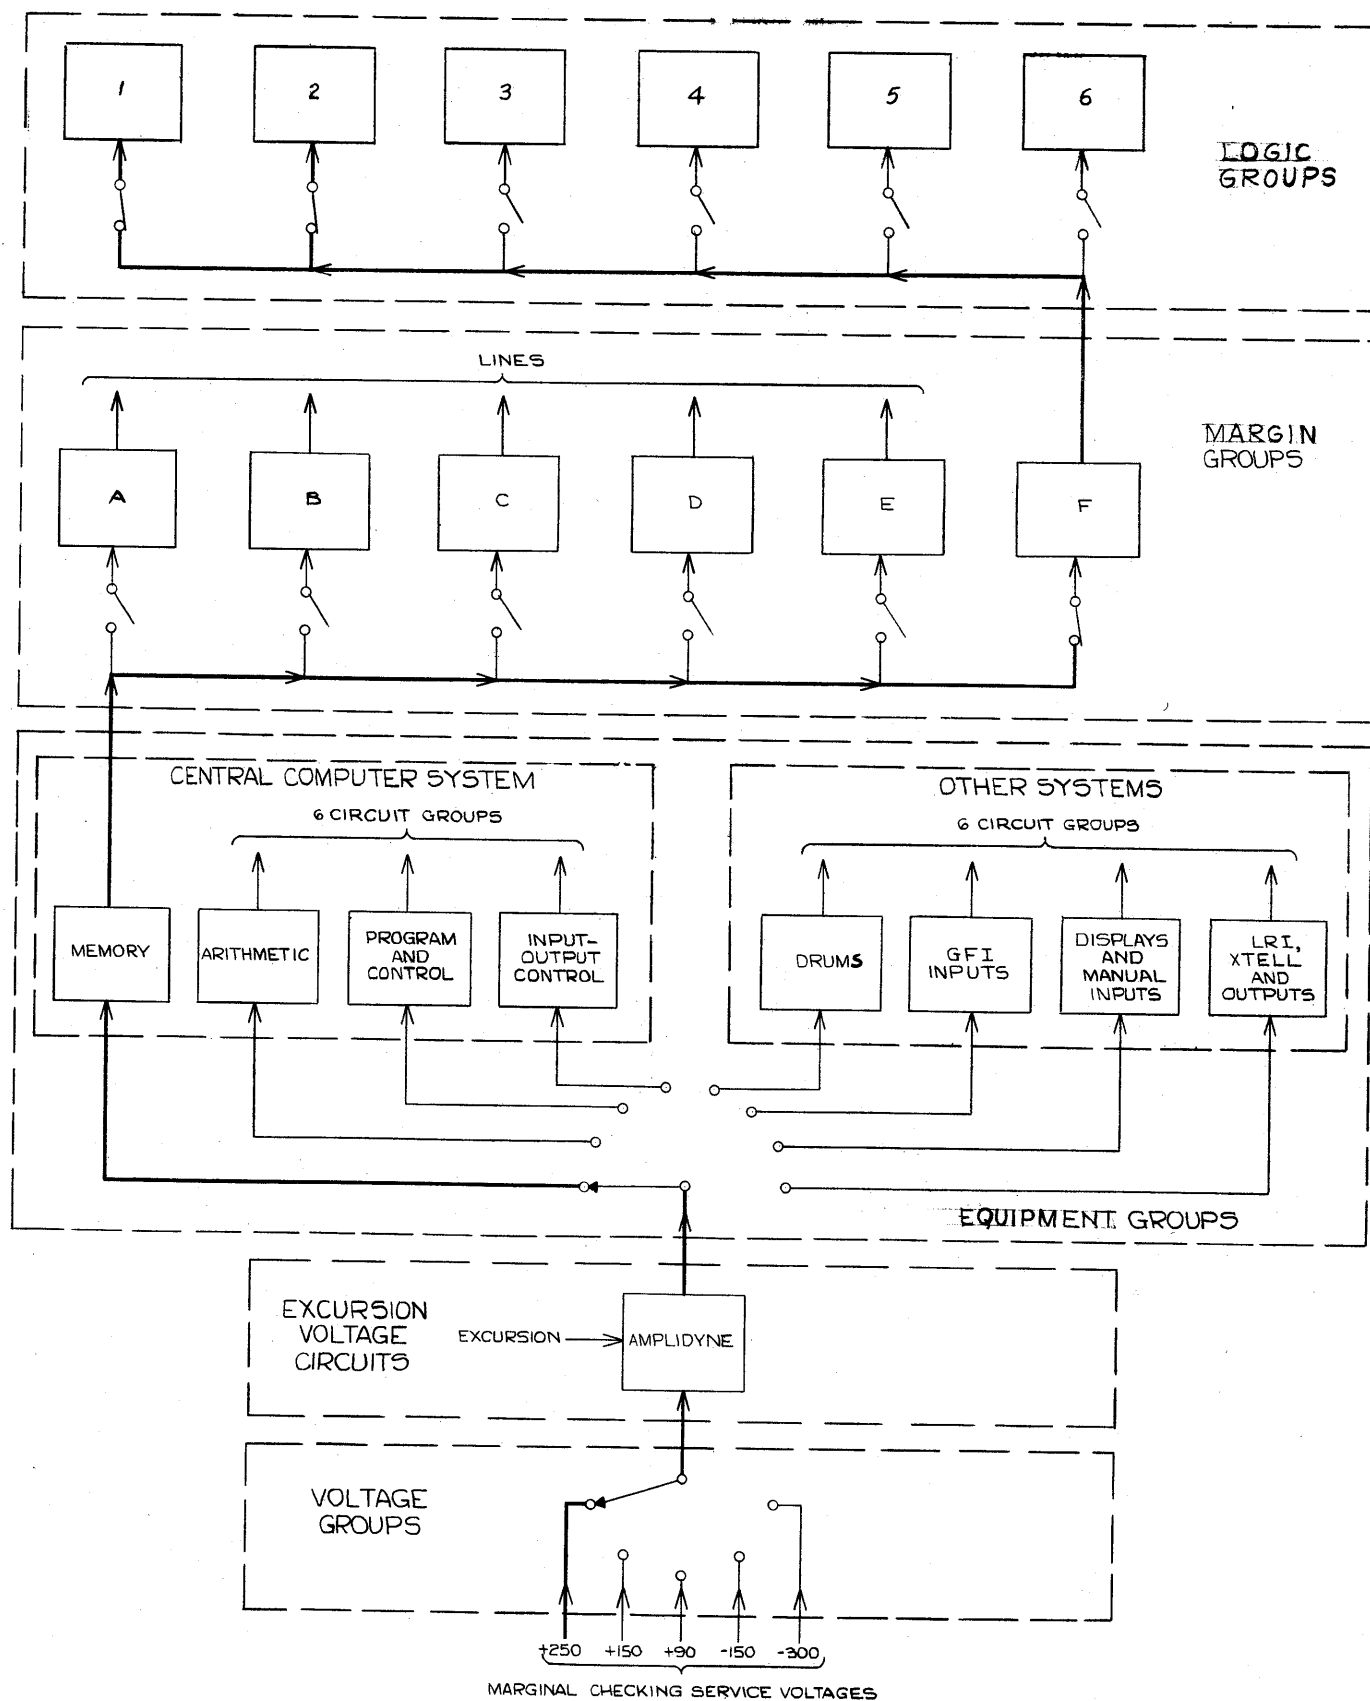 1
2
3
4
5
6
LOGIC
GROUPS
LINES
MARGIN
GROUPS
A
B
C
D
E
F
CENTRAL COMPUTER SYSTEM
6 CIRCUIT GROUPS
MEMORY
ARITHMETIC
PROGRAM
AND
CONTROL
INPUT-
OUTPUT
CONTROL
OTHER SYSTEMS
6 CIRCUIT GROUPS
DRUMS
GFI
INPUTS
DISPLAYS
AND
MANUAL
INPUTS
LRI,
XTELL
AND
OUTPUTS
EQUIPMENT GROUPS
EXCURSION
VOLTAGE
CIRCUITS
EXCURSION
AMPLIDYNE
VOLTAGE
GROUPS
+250
+150
+90
-150
-300
MARGINAL CHECKING SERVICE VOLTAGES